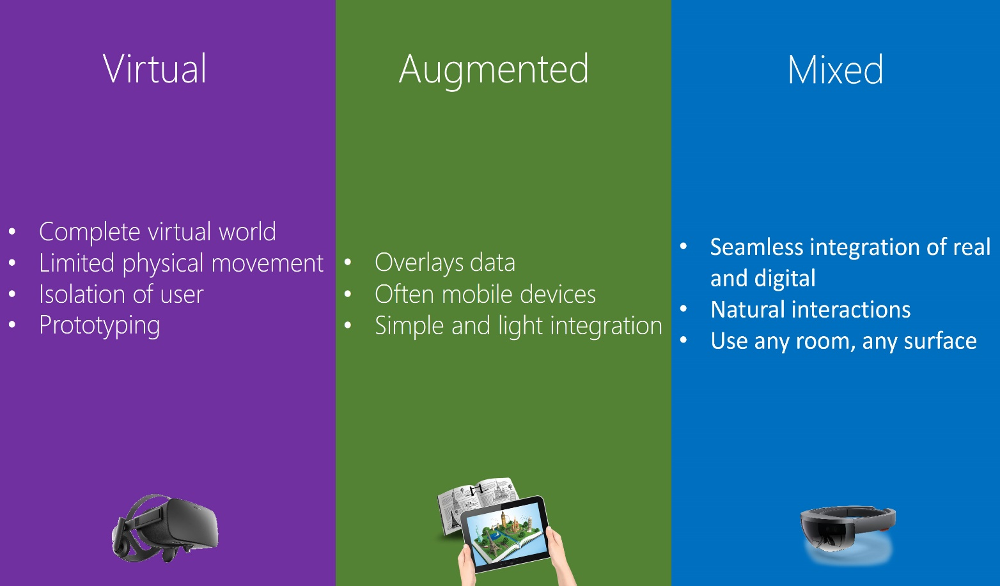 Virtual
• Complete virtual world
• Limited physical movement
• Isolation of user
• Prototyping
Augmented
• Overlays data
• Often mobile devices
• Simple and light integration
Mixed
• Seamless integration of real
and digital
• Natural interactions
• Use any room, any surface